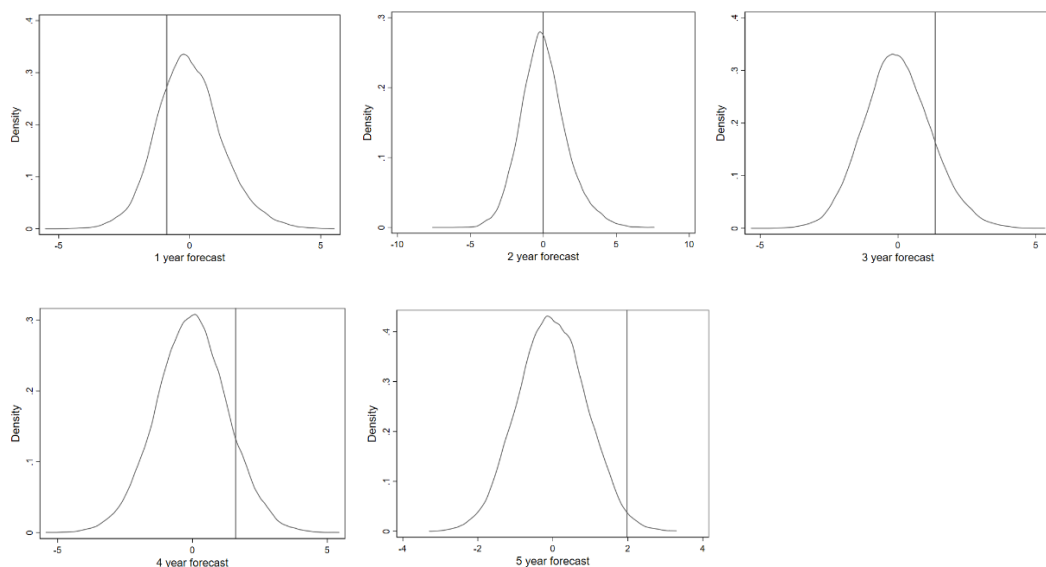 .4
.3
.2
.1
0
Density
-5 0 5
1 year forecast
.3
.2
.1
0
Density
-10 -5 0 5 10
2 year forecast
.4
.3
.2
.1
0
Density
-5 0 5
3 year forecast
.3
.2
.1
0
Density
-5 0 5
4 year forecast
.4
.3
.2
.1
0
Density
-4 -2 0 2 4
5 year forecast